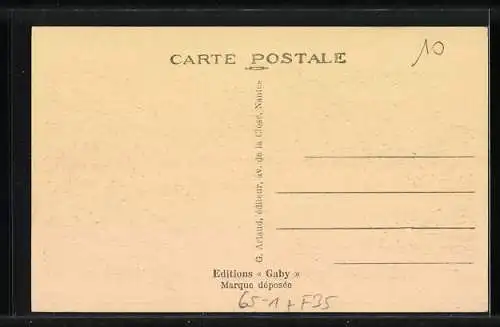 10
CARTE POSTALE
G. Artaud, éditeur, av. de la Close, Nantes
Editions « Gaby »
Marque déposée
65-1 + F35